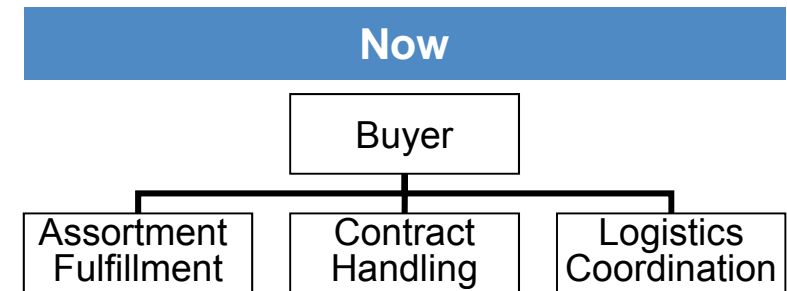 Now
Buyer
Assortment
Fulfillment
Contract
Handling
Logistics
Coordination